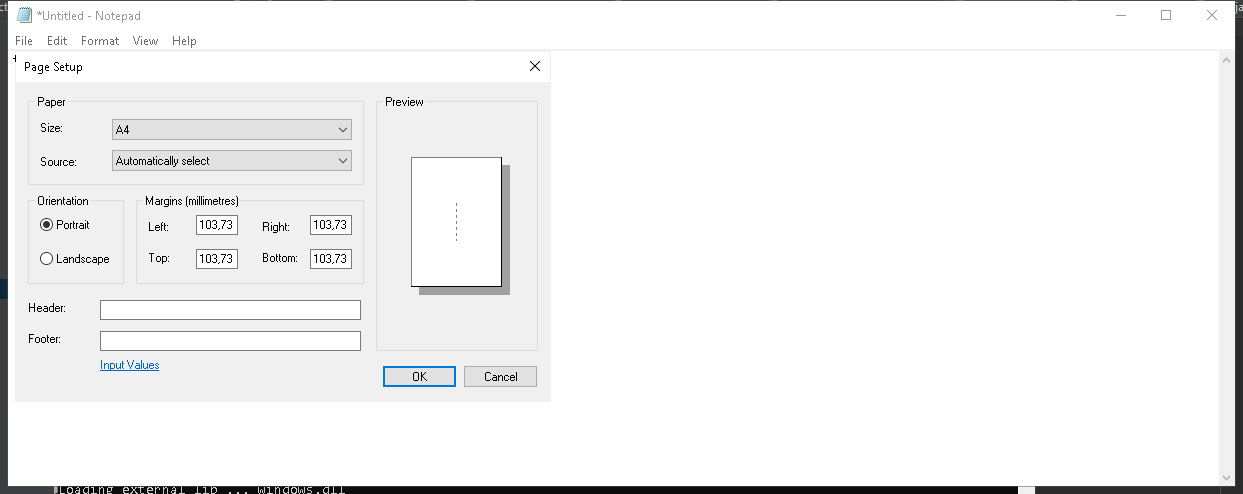 *Untitled - Notepad
File Edit Format View Help
Page Setup
Paper
Size: A4
Source: Automatically select
Preview
Orientation
Portrait
Landscape
Margins (millimetres)
Left: 103,73 Right: 103,73
Top: 103,73 Bottom: 103,73
Header:
Footer:
Input Values
OK Cancel
Loading external lib ... windows.dll